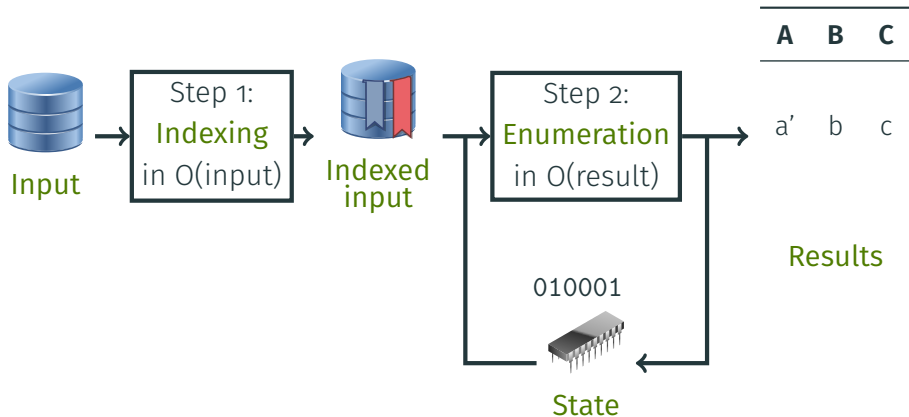 Input
Step 1:
Indexing
in O(input)
Indexed
input
Step 2:
Enumeration
in O(result)
A B C
a’ b c
Results
010001
State